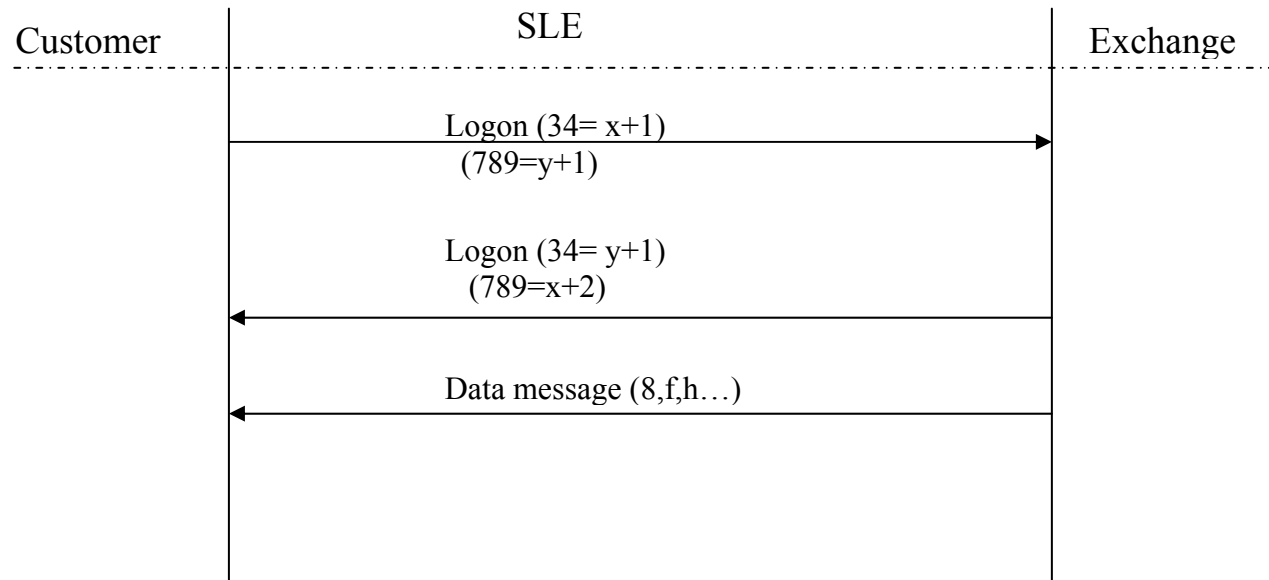 Customer
SLE
Exchange
Logon (34= x+1)
(789=y+1)
Logon (34= y+1)
(789=x+2)
Data message (8,f,h…)